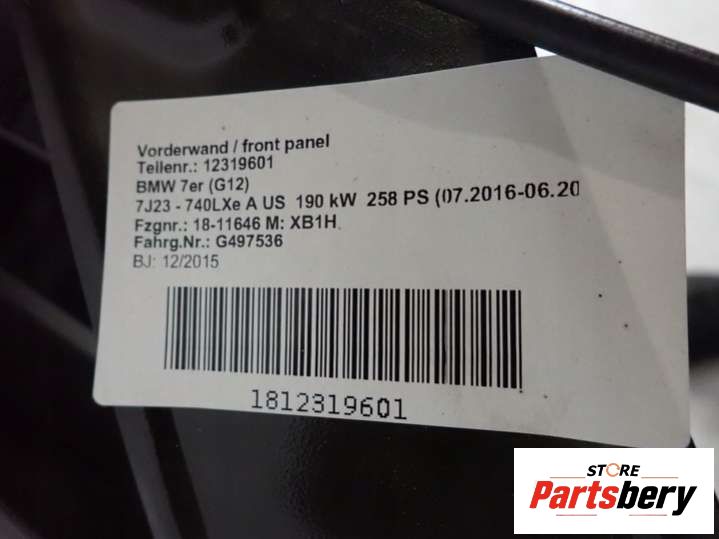 Vorderwand / front panel
Teilenr.: 12319601
BMW 7er (G12)
7J23 - 740LXe A US 190 kW 258 PS (07.2016-06.20
Fzgnr.: 18-11646 M: XB1H
Fahrg.Nr.: G497536
BJ: 12/2015
1812319601
STORE
Partsbery